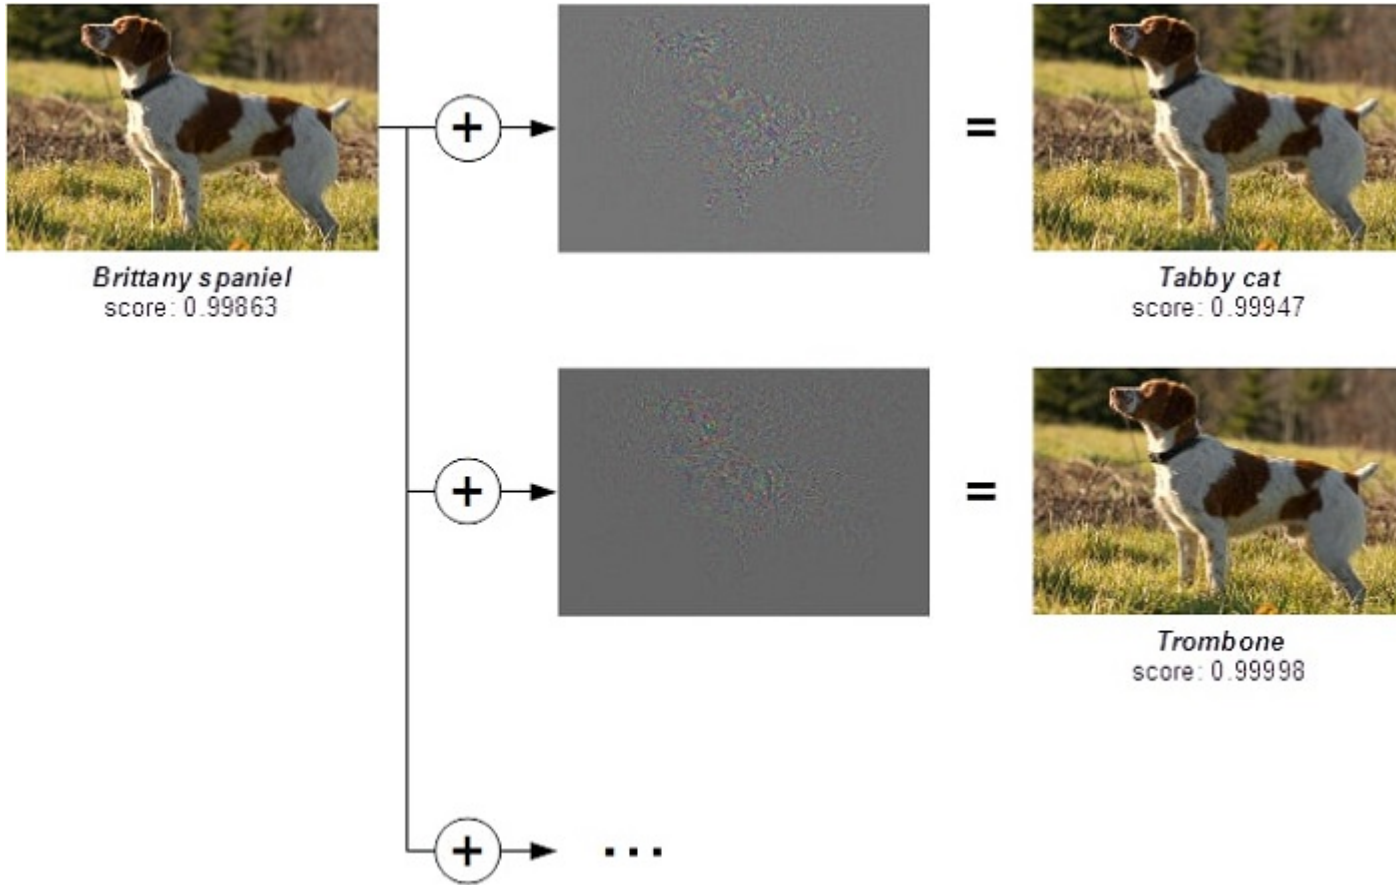 +
=
Brittany spaniel
score: 0.99863
Tabby cat
score: 0.99947
+
=
Trombone
score: 0.99998
+
...